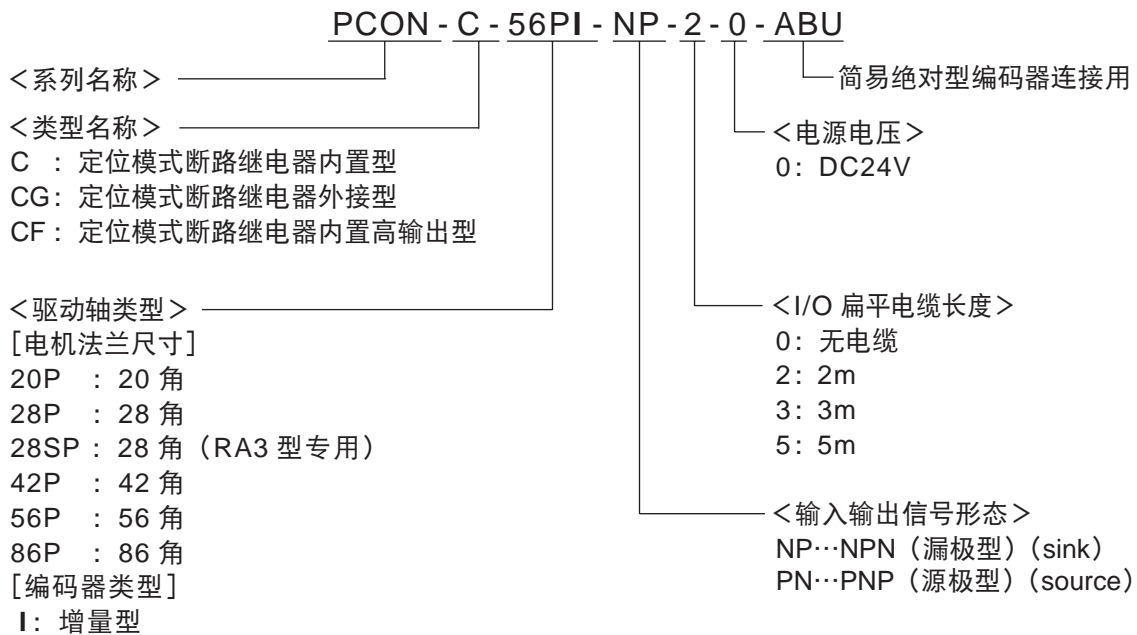 PCON - C - 56PI - NP - 2 - 0 - ABU
＜系列名称＞
＜类型名称＞
C ： 定位模式断路继电器内置型
CG： 定位模式断路继电器外接型
CF： 定位模式断路继电器内置高输出型
＜驱动轴类型＞
［电机法兰尺寸］
20P ： 20 角
28P ： 28 角
28SP： 28 角（RA3 型专用）
42P ： 42 角
56P ： 56 角
86P ： 86 角
［编码器类型］
I： 增量型
简易绝对型编码器连接用
＜电源电压＞
0： DC24V
＜I/O 扁平电缆长度＞
0： 无电缆
2： 2m
3： 3m
5： 5m
＜输入输出信号形态＞
NP…NPN（漏极型）（sink）
PN…PNP（源极型）（source）